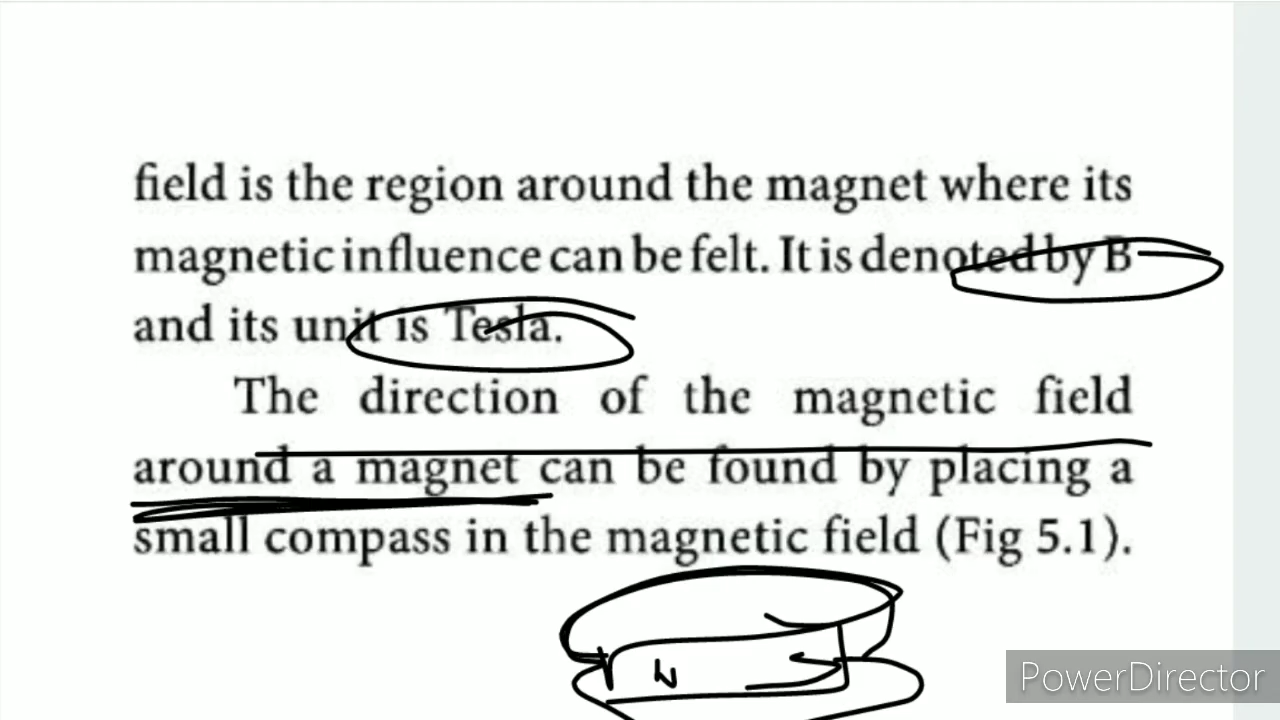 field is the region around the magnet where its
magnetic influence can be felt. It is denoted by B
and its unit is Tesla.
The direction of the magnetic field
around a magnet can be found by placing a
small compass in the magnetic field (Fig 5.1).
N S
PowerDirector